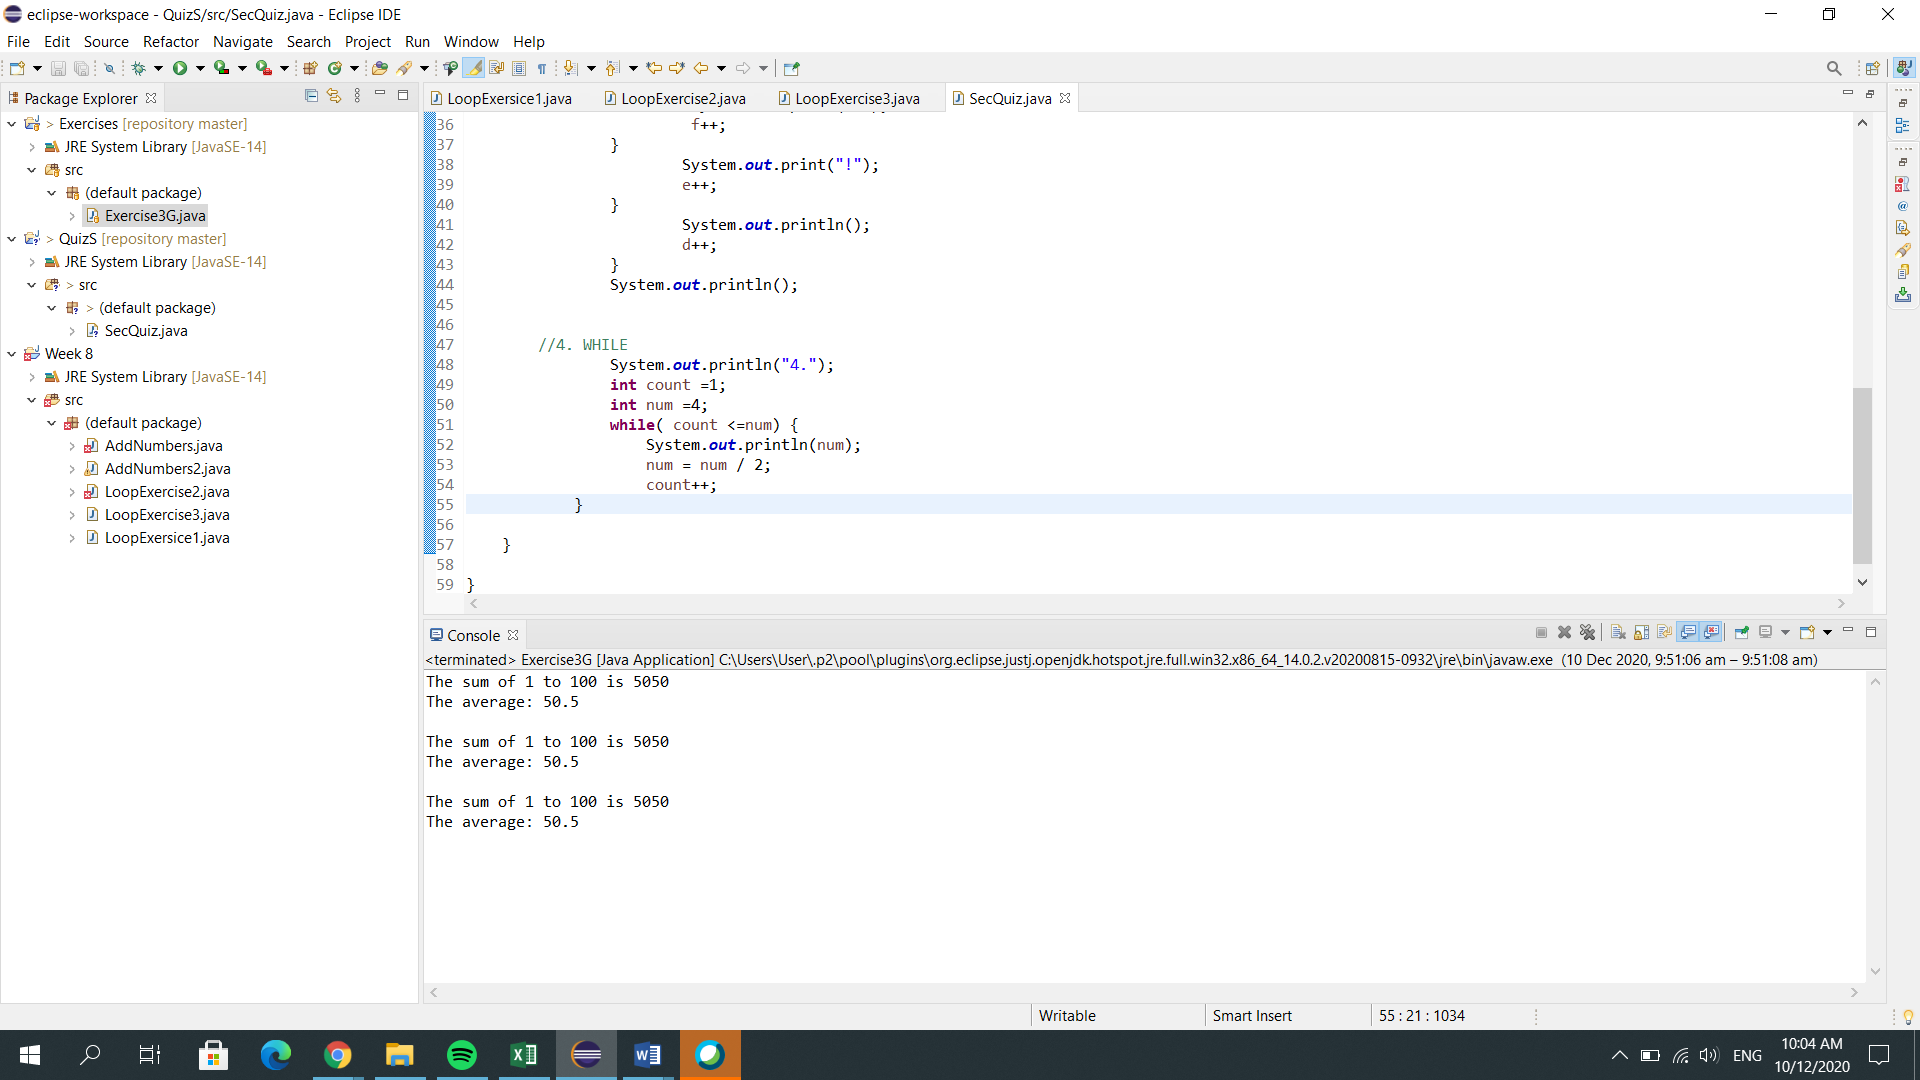 eclipse-workspace - QuizS/src/SecQuiz.java - Eclipse IDE
File Edit Source Refactor Navigate Search Project Run Window Help
Package Explorer
Exercises [repository master]
JRE System Library [JavaSE-14]
src
(default package)
Exercise3G.java
QuizS [repository master]
JRE System Library [JavaSE-14]
src
(default package)
SecQuiz.java
Week 8
JRE System Library [JavaSE-14]
src
(default package)
AddNumbers.java
AddNumbers2.java
LoopExercise2.java
LoopExercise3.java
LoopExersice1.java
LoopExersice1.java LoopExercise2.java LoopExercise3.java SecQuiz.java
36 f++;
37 }
38 System.out.print("!");
39 e++;
40 }
41 System.out.println();
42 d++;
43 }
44 System.out.println();
45
46
47 //4. WHILE
48 System.out.println("4.");
49 int count =1;
50 int num =4;
51 while( count <=num) {
52 System.out.println(num);
53 num = num / 2;
54 count++;
55 }
56
57 }
58
59 }
Console
<terminated> Exercise3G [Java Application] C:\Users\User\.p2\pool\plugins\org.eclipse.justj.openjdk.hotspot.jre.full.win32.x86_64_14.0.2.v20200815-0932\jre\bin\javaw.exe (10 Dec 2020, 9:51:06 am – 9:51:08 am)
The sum of 1 to 100 is 5050
The average: 50.5
The sum of 1 to 100 is 5050
The average: 50.5
The sum of 1 to 100 is 5050
The average: 50.5
Writable Smart Insert 55 : 21 : 1034
ENG 10:04 AM
10/12/2020